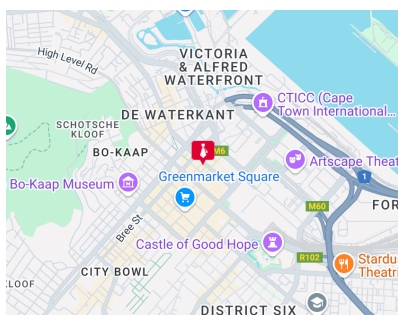 High Level Rd
VICTORIA
& ALFRED
WATERFRONT
CTICC (Cape
Town International...
DE WATERKANT
SCHOTSCHE
KLOOF
BO-KAAP
M6
Artscape Theat
1
Bo-Kaap Museum
Greenmarket Square
M60
FOR
Bree St
Castle of Good Hope
R102
Stardu
Theatri
CITY BOWL
KLOOF
DISTRICT SIX